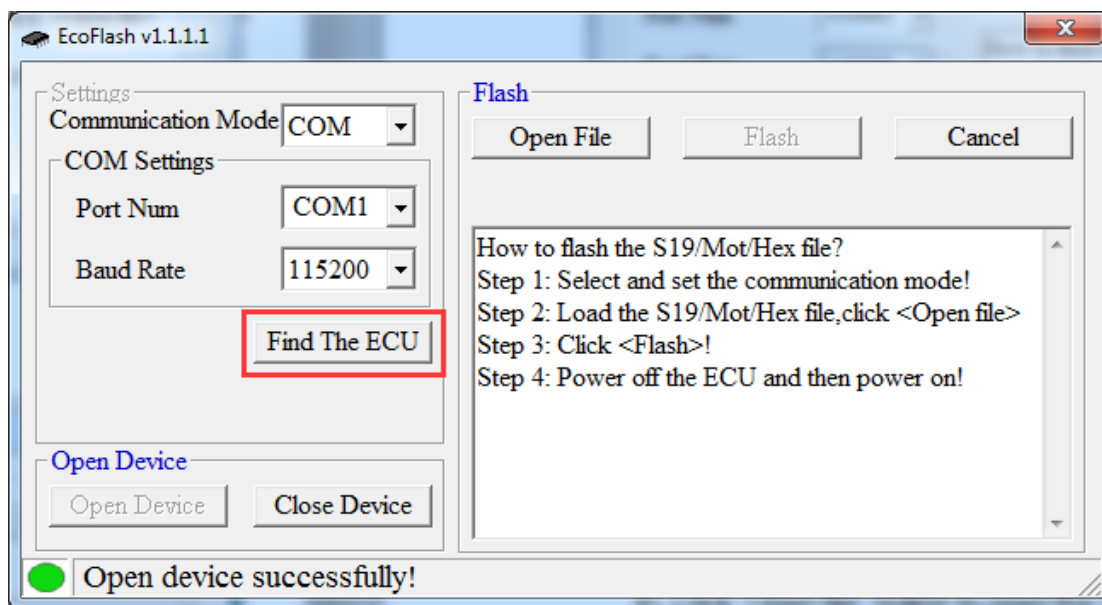 EcoFlash v1.1.1.1
Settings
Communication Mode COM
COM Settings
Port Num COM1
Baud Rate 115200
Find The ECU
Open Device
Open Device Close Device
Flash
Open File Flash Cancel
How to flash the S19/Mot/Hex file?
Step 1: Select and set the communication mode!
Step 2: Load the S19/Mot/Hex file,click <Open file>
Step 3: Click <Flash>!
Step 4: Power off the ECU and then power on!
Open device successfully!